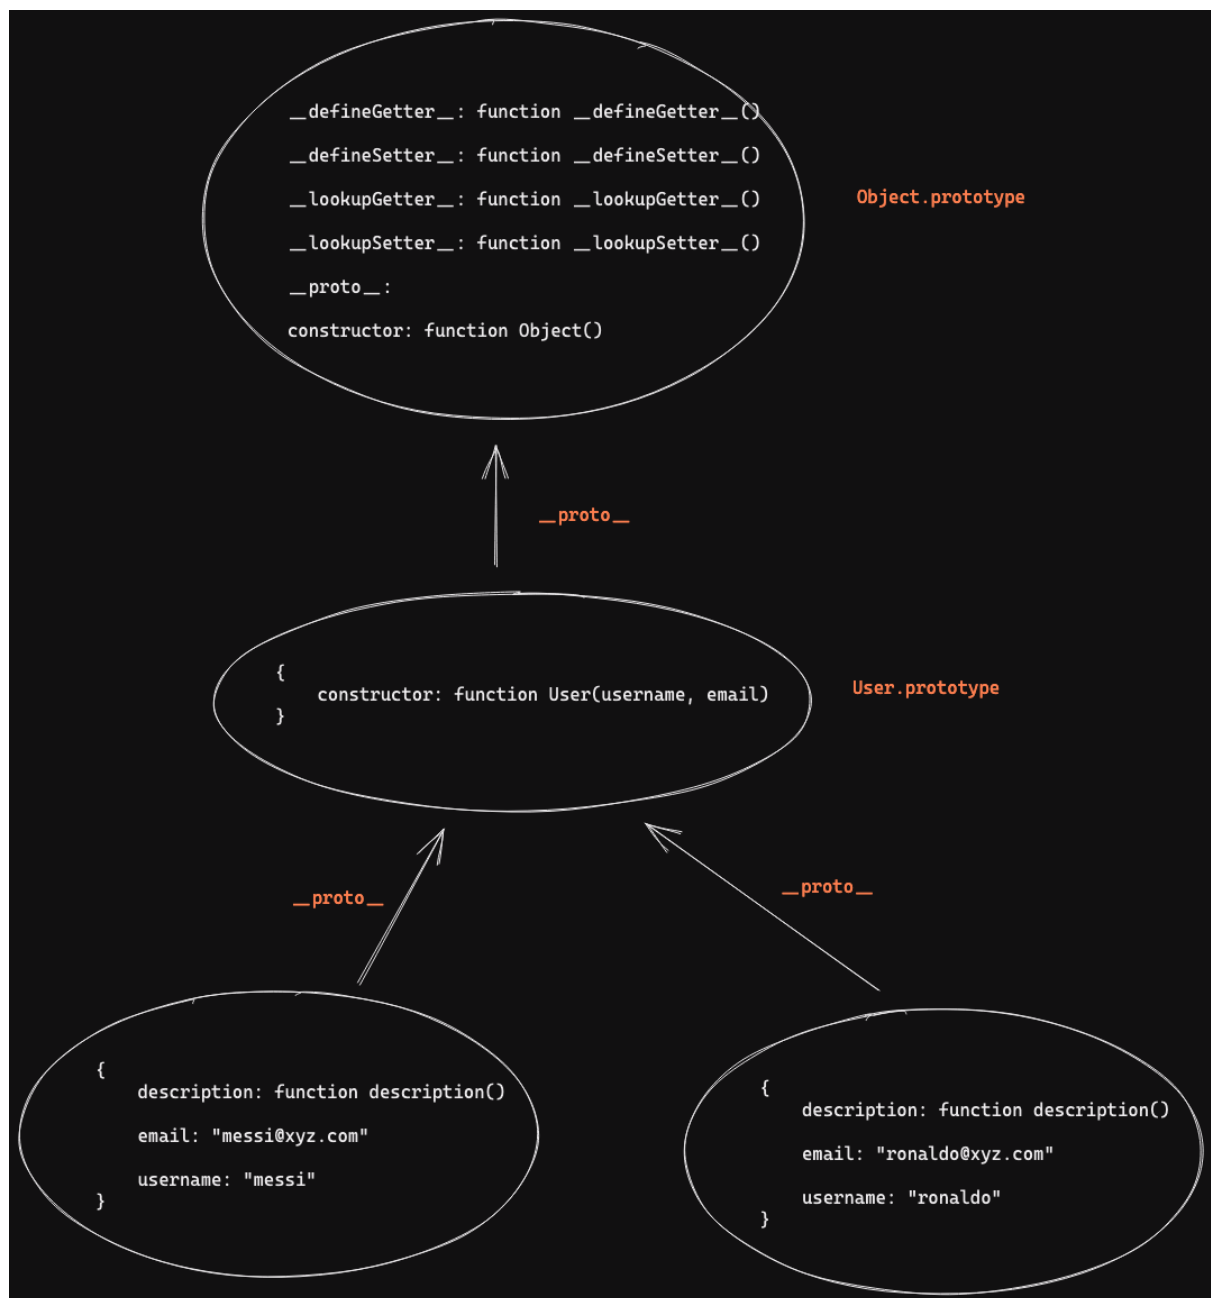 __defineGetter__: function __defineGetter__()
__defineSetter__: function __defineSetter__()
__lookupGetter__: function __lookupGetter__()
__lookupSetter__: function __lookupSetter__()
__proto__:
constructor: function Object()
Object.prototype
__proto__
{
constructor: function User(username, email)
}
User.prototype
__proto__
__proto__
{
description: function description()
email: "messi@xyz.com"
username: "messi"
}
{
description: function description()
email: "ronaldo@xyz.com"
username: "ronaldo"
}